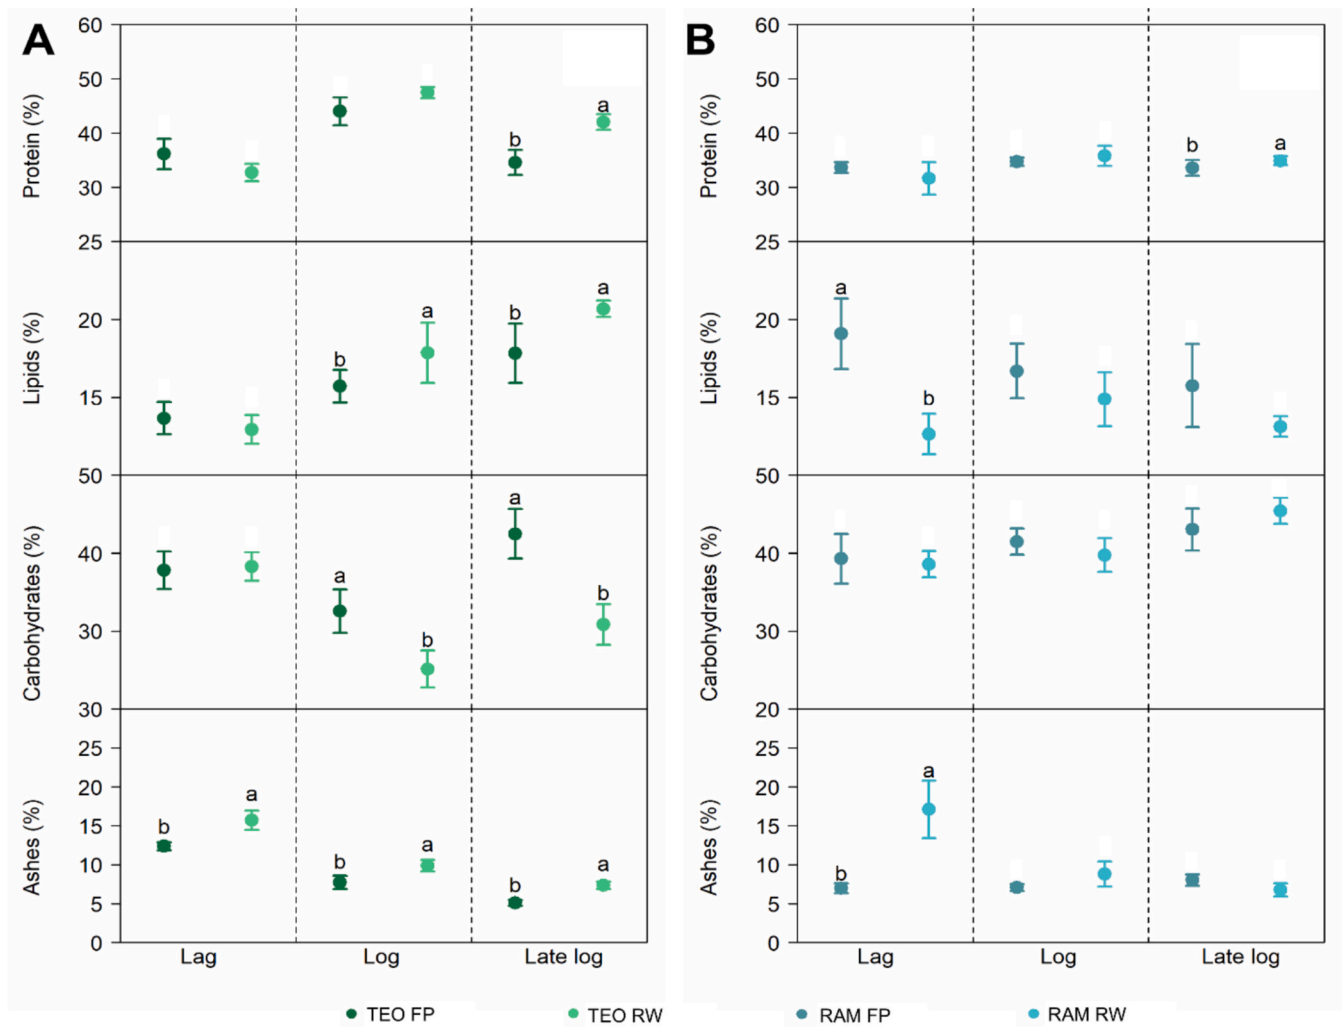 A
60
50
40
30
25
20
15
50
40
30
30
25
20
15
10
5
0
Protein (%)
Lipids (%)
Carbohydrates (%)
Ashes (%)
b
a
b
a
b
a
a
b
a
b
b
a
b
a
b
a
Lag
Log
Late log
TEO FP
TEO RW
B
60
50
40
30
25
20
15
50
40
30
20
25
20
15
10
5
0
Protein (%)
Lipids (%)
Carbohydrates (%)
Ashes (%)
b
a
a
b
b
a
Lag
Log
Late log
RAM FP
RAM RW